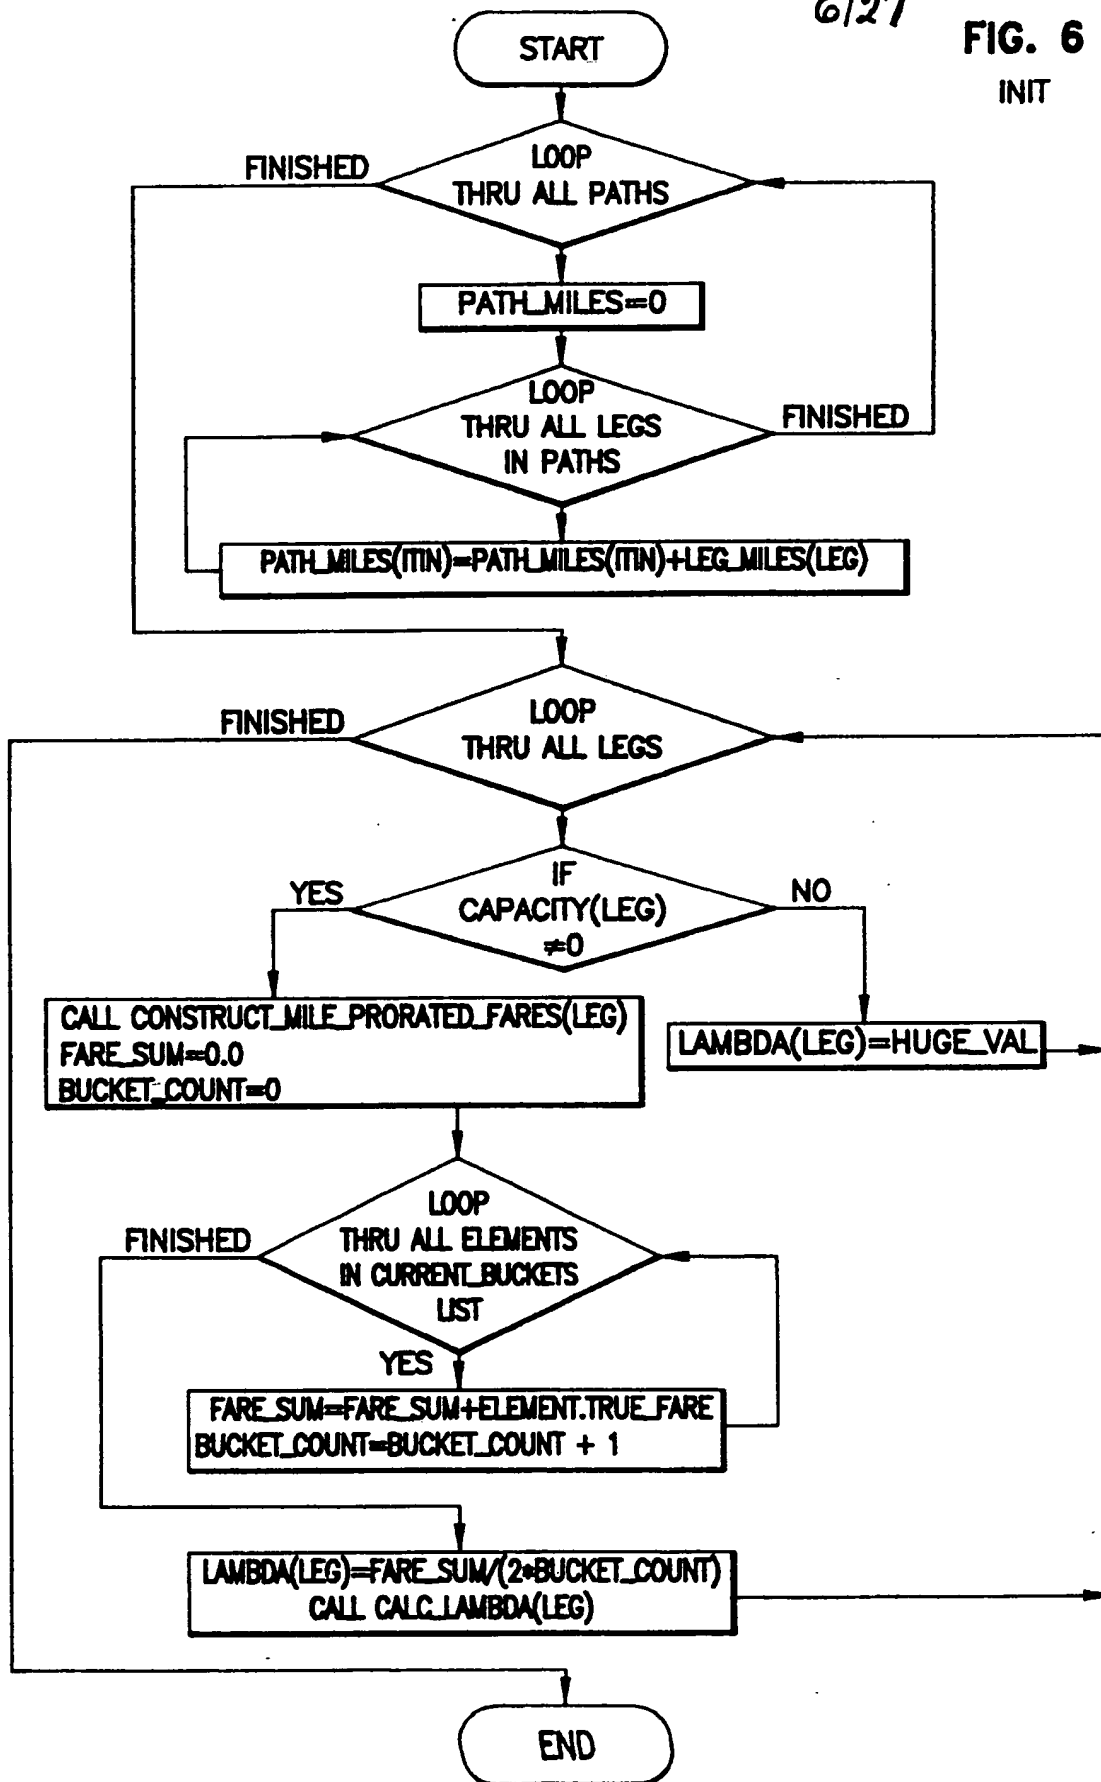 6/27
FIG. 6
INIT
START
LOOP
THRU ALL PATHS
FINISHED
PATH_MILES=0
LOOP
THRU ALL LEGS
IN PATHS
FINISHED
PATH_MILES(ITIN)=PATH_MILES(ITIN)+LEG_MILES(LEG)
LOOP
THRU ALL LEGS
FINISHED
IF
CAPACITY(LEG)
≠0
YES
NO
CALL CONSTRUCT_MILE_PRORATED_FARES(LEG)
FARE_SUM=0.0
BUCKET_COUNT=0
LAMBDA(LEG)=HUGE_VAL
LOOP
THRU ALL ELEMENTS
IN CURRENT_BUCKETS
LIST
FINISHED
YES
FARE_SUM=FARE_SUM+ELEMENT.TRUE_FARE
BUCKET_COUNT=BUCKET_COUNT + 1
LAMBDA(LEG)=FARE_SUM/(2*BUCKET_COUNT)
CALL CALC_LAMBDA(LEG)
END